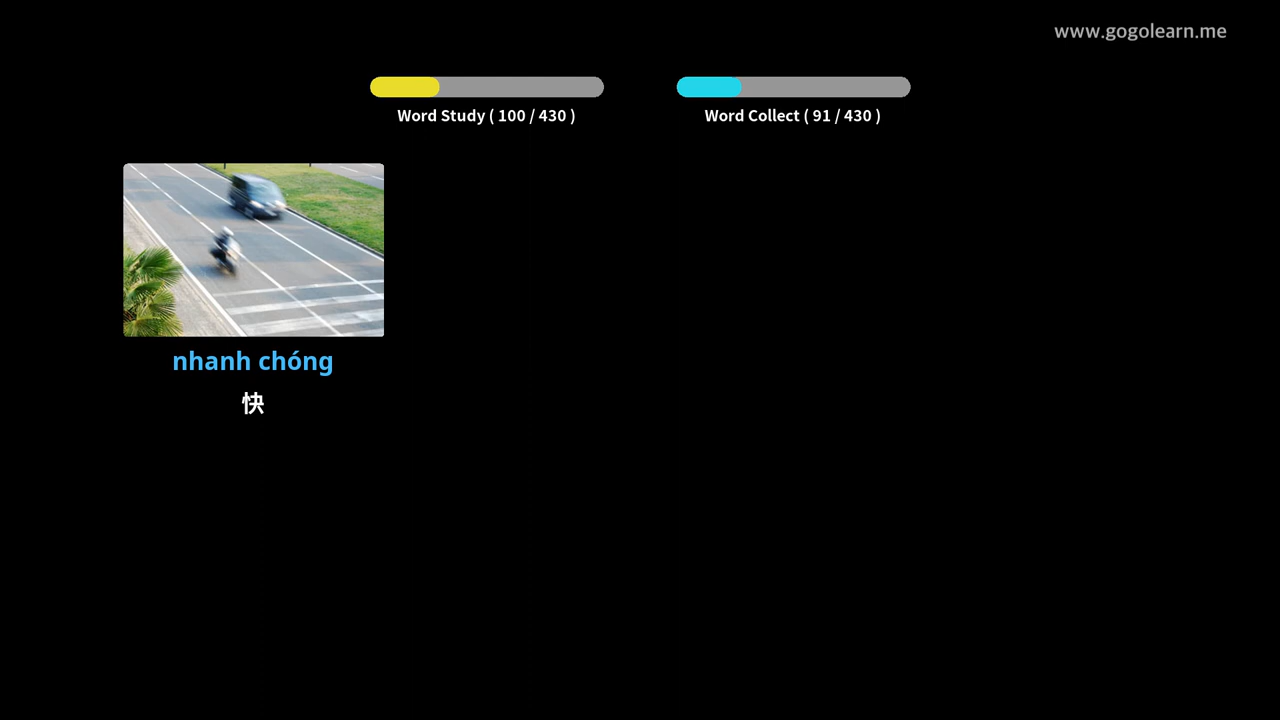 www.gogolearn.me
Word Study ( 100 / 430 )
Word Collect ( 91 / 430 )
nhanh chóng
快